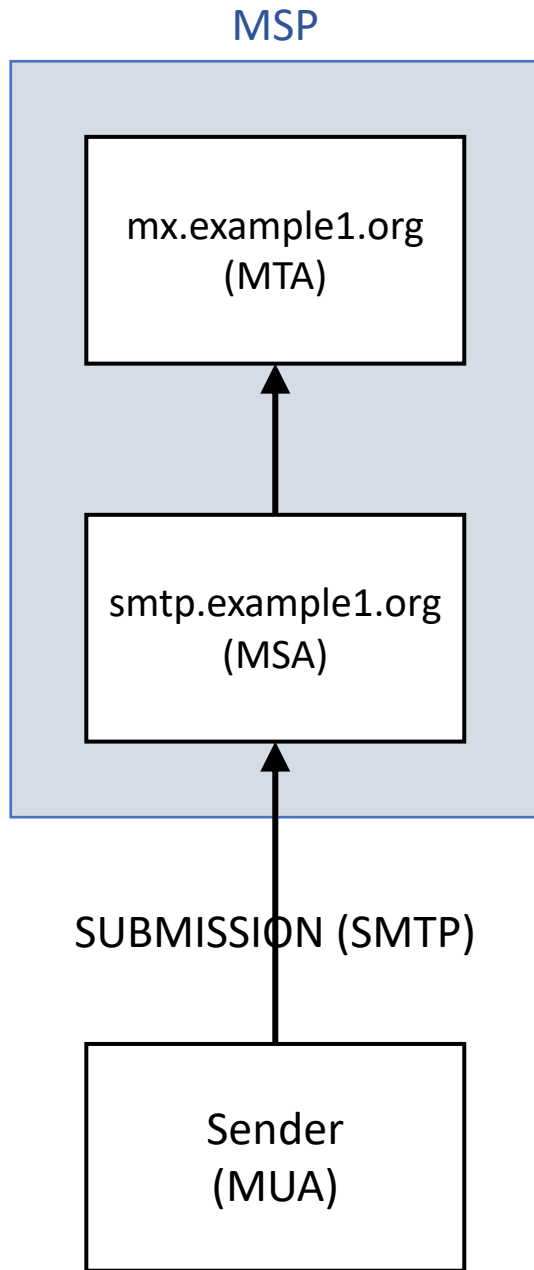 MSP
mx.example1.org
(MTA)
smtp.example1.org
(MSA)
SUBMISSION (SMTP)
Sender
(MUA)